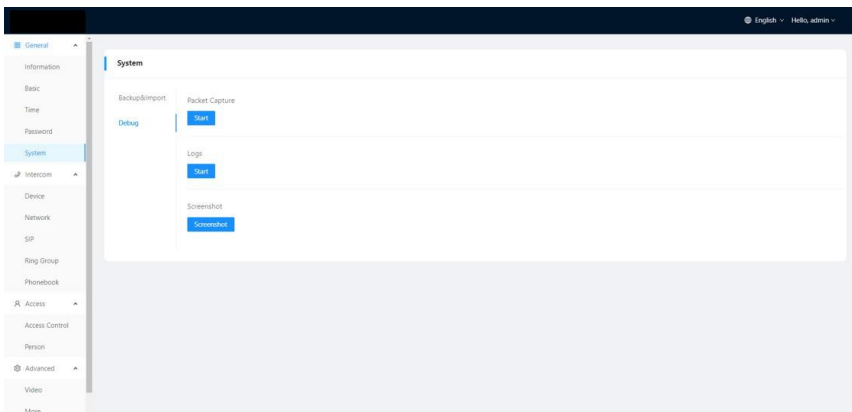 English
Hello, admin
General
Information
Basic
Time
Password
System
Intercom
Device
Network
SIP
Ring Group
Phonebook
Access
Access Control
Person
Advanced
Video
More
System
Backup&Import
Debug
Packet Capture
Start
Logs
Start
Screenshot
Screenshot